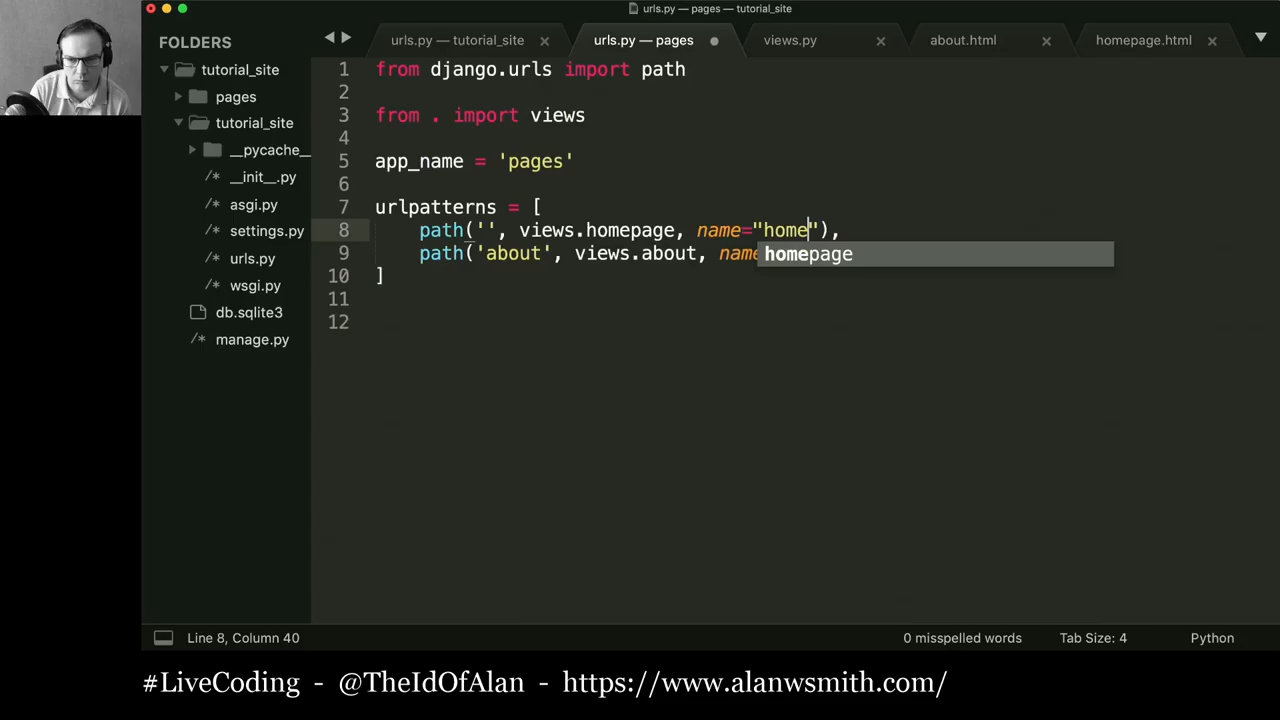 urls.py — pages — tutorial_site
FOLDERS
tutorial_site
pages
tutorial_site
__pycache__
__init__.py
asgi.py
settings.py
urls.py
wsgi.py
db.sqlite3
manage.py
urls.py — tutorial_site
urls.py — pages
views.py
about.html
homepage.html
1 from django.urls import path
2
3 from . import views
4
5 app_name = 'pages'
6
7 urlpatterns = [
8 path('', views.homepage, name="home"),
9 path('about', views.about, name
homepage
10 ]
11
12
Line 8, Column 40
0 misspelled words
Tab Size: 4
Python
#LiveCoding - @TheIdOfAlan - https://www.alanwsmith.com/